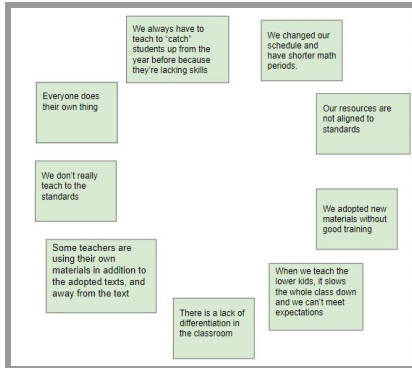 We always have to
teach to "catch"
students up from the
year before because
they're lacking skills
We changed our
schedule and
have shorter math
periods.
Everyone does
their own thing
Our resources are
not aligned to
standards
We don't really
teach to the
standards
We adopted new
materials without
good training
Some teachers are
using their own
materials in addition to
the adopted texts, and
away from the text
When we teach the
lower kids, it slows
the whole class down
and we can't meet
expectations
There is a lack of
differentiation in
the classroom